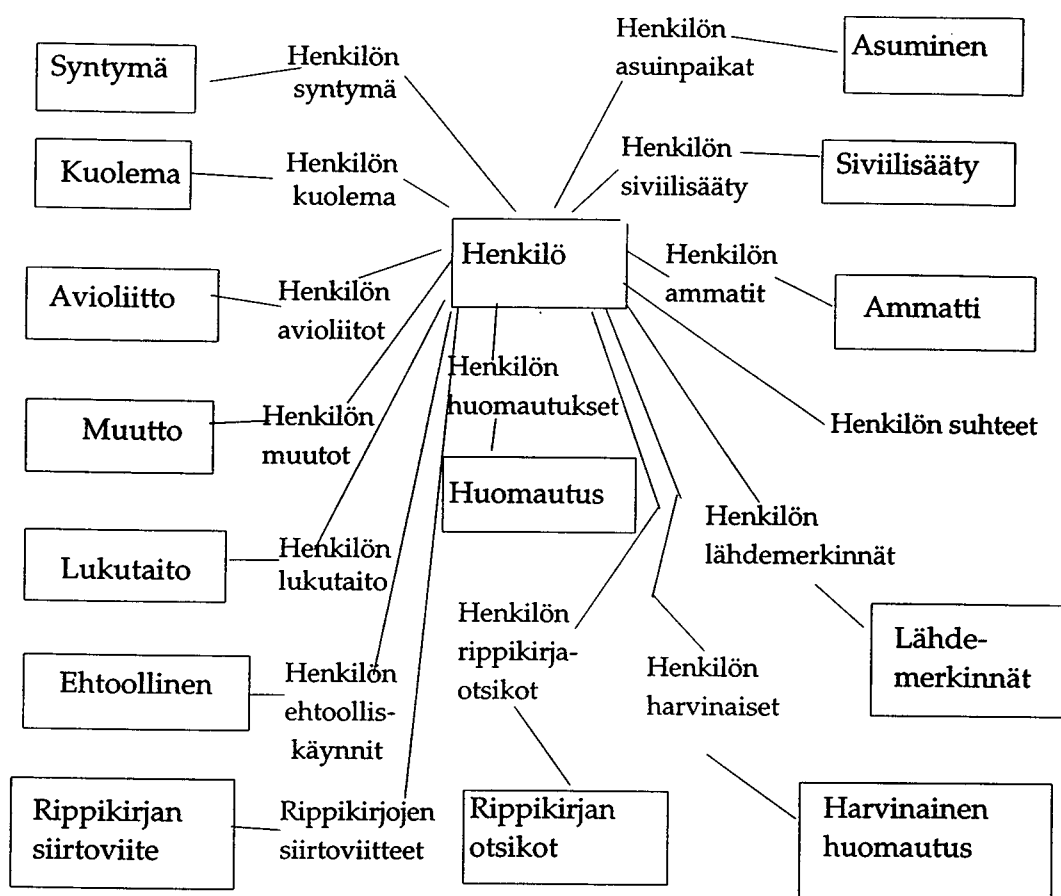 Syntymä
Henkilön
syntymä
Henkilön
asuinpaikat
Asuminen
Kuolema
Henkilön
kuolema
Henkilön
siviilisääty
Siviilisääty
Henkilö
Avioliitto
Henkilön
avioliitot
Henkilön
ammatit
Ammatti
Henkilön
huomautukset
Muutto
Henkilön
muutot
Henkilön suhteet
Huomautus
Lukutaito
Henkilön
lukutaito
Henkilön
lähdemerkinnät
Henkilön
rippikirja-
otsikot
Lähde-
merkinnät
Ehtoollinen
Henkilön
ehtoollis-
käynnit
Henkilön
harvinaiset
Rippikirjan
siirtoviite
Rippikirjojen
siirtoviitteet
Rippikirjan
otsikot
Harvinainen
huomautus